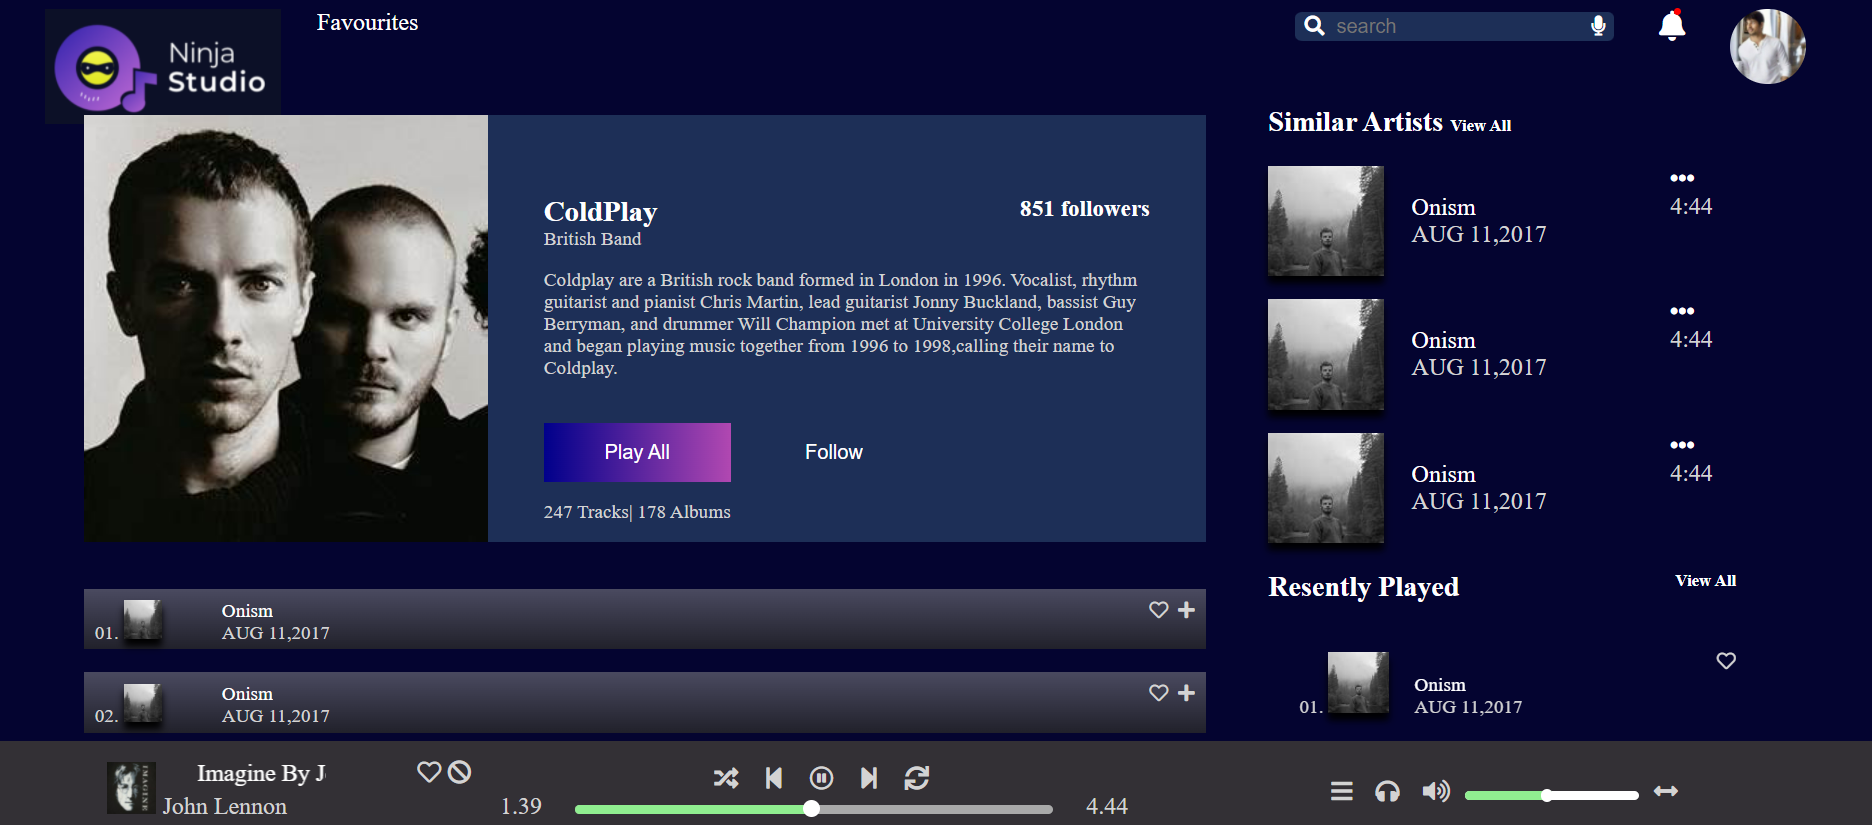 Ninja
Studio
Favourites
search
ColdPlay
851 followers
British Band
Coldplay are a British rock band formed in London in 1996. Vocalist, rhythm
guitarist and pianist Chris Martin, lead guitarist Jonny Buckland, bassist Guy
Berryman, and drummer Will Champion met at University College London
and began playing music together from 1996 to 1998,calling their name to
Coldplay.
Play All
Follow
247 Tracks| 178 Albums
Similar Artists View All
Onism
4:44
AUG 11,2017
Onism
4:44
AUG 11,2017
Onism
4:44
AUG 11,2017
Resently Played
View All
01.
Onism
AUG 11,2017
01.
Onism
AUG 11,2017
02.
Onism
AUG 11,2017
IMAGINE
Imagine By J
John Lennon
1.39
4.44